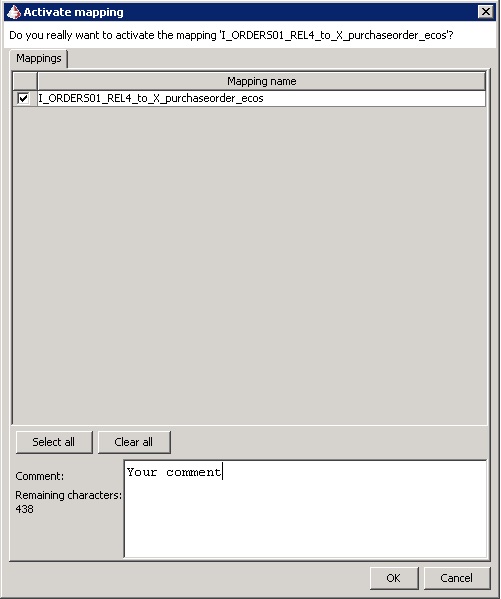 Activate mapping
Do you really want to activate the mapping 'I_ORDERS01_REL4_to_X_purchaseorder_ecos'?
Mappings
Mapping name
I_ORDERS01_REL4_to_X_purchaseorder_ecos
Select all
Clear all
Comment:
Your comment
Remaining characters:
438
OK
Cancel